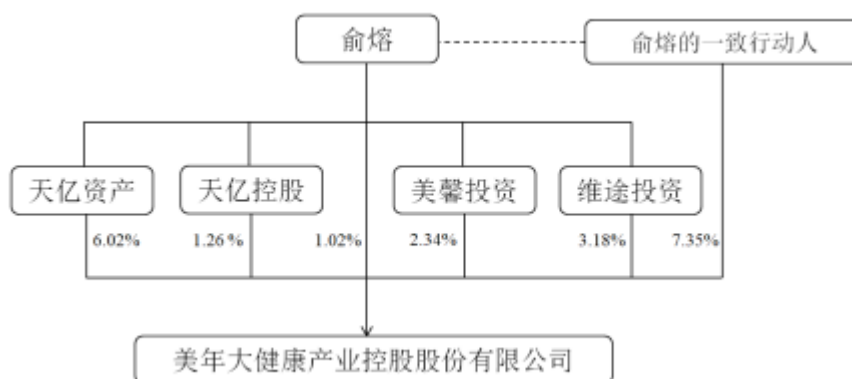 俞熔
俞熔的一致行动人
天亿资产
天亿控股
美馨投资
维途投资
6.02%
1.26%
1.02%
2.34%
3.18%
7.35%
美年大健康产业控股股份有限公司